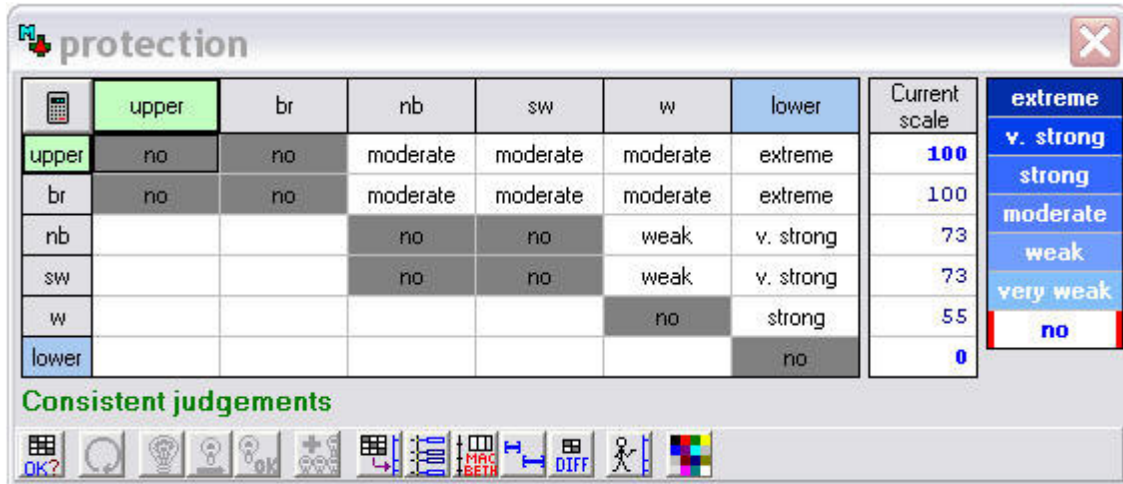 protection
upper br nb sw w lower Current scale
upper no no moderate moderate moderate extreme 100
br no no moderate moderate moderate extreme 100
nb no no weak v. strong 73
sw no no weak v. strong 73
w no strong 55
lower no 0
extreme
v. strong
strong
moderate
weak
very weak
no
Consistent judgements
OK? OK MAC BETH DIFF